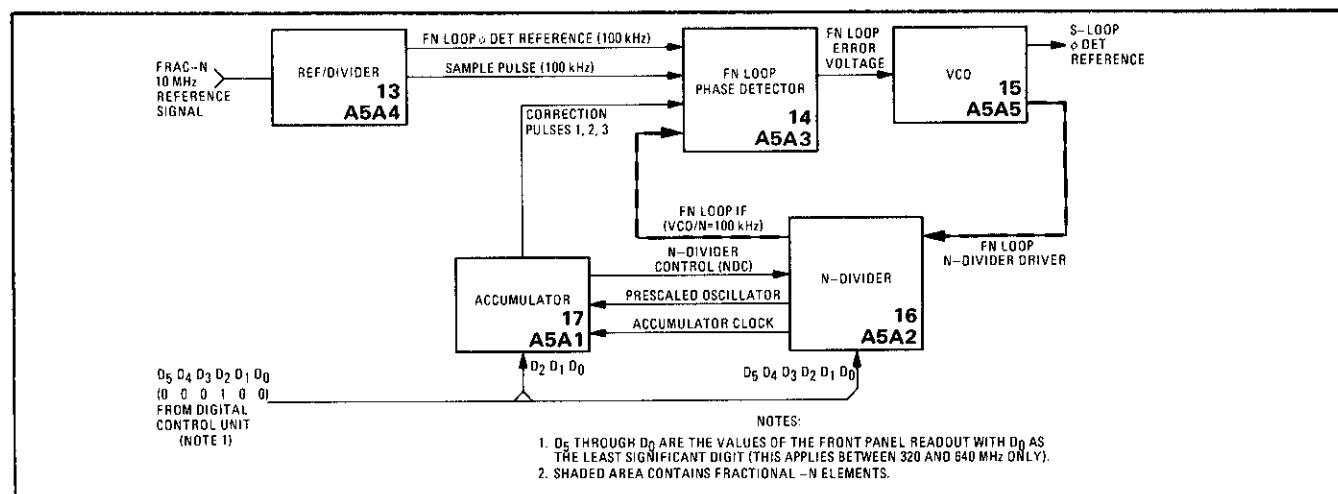 FN LOOP φ DET REFERENCE (100 kHz)
SAMPLE PULSE (100 kHz)
FRAC-N
10 MHz
REFERENCE
SIGNAL
REF/DIVIDER
13
A5A4
CORRECTION
PULSES 1, 2, 3
FN LOOP
PHASE DETECTOR
14
A5A3
FN LOOP
ERROR
VOLTAGE
VCO
15
A5A5
S-LOOP
φ DET
REFERENCE
FN LOOP IF
(VCO/N=100 kHz)
FN LOOP
N-DIVIDER DRIVER
N-DIVIDER
CONTROL (NDC)
PRESCALED OSCILLATOR
ACCUMULATOR CLOCK
ACCUMULATOR
17
A5A1
N-DIVIDER
16
A5A2
D2 D1 D0
D5 D4 D3 D2 D1 D0
D5 D4 D3 D2 D1 D0
(0 0 0 1 0 0)
FROM DIGITAL
CONTROL UNIT
(NOTE 1)
NOTES:
1. D5 THROUGH D0 ARE THE VALUES OF THE FRONT PANEL READOUT WITH D0 AS
THE LEAST SIGNIFICANT DIGIT (THIS APPLIES BETWEEN 320 AND 640 MHz ONLY).
2. SHADED AREA CONTAINS FRACTIONAL -N ELEMENTS.